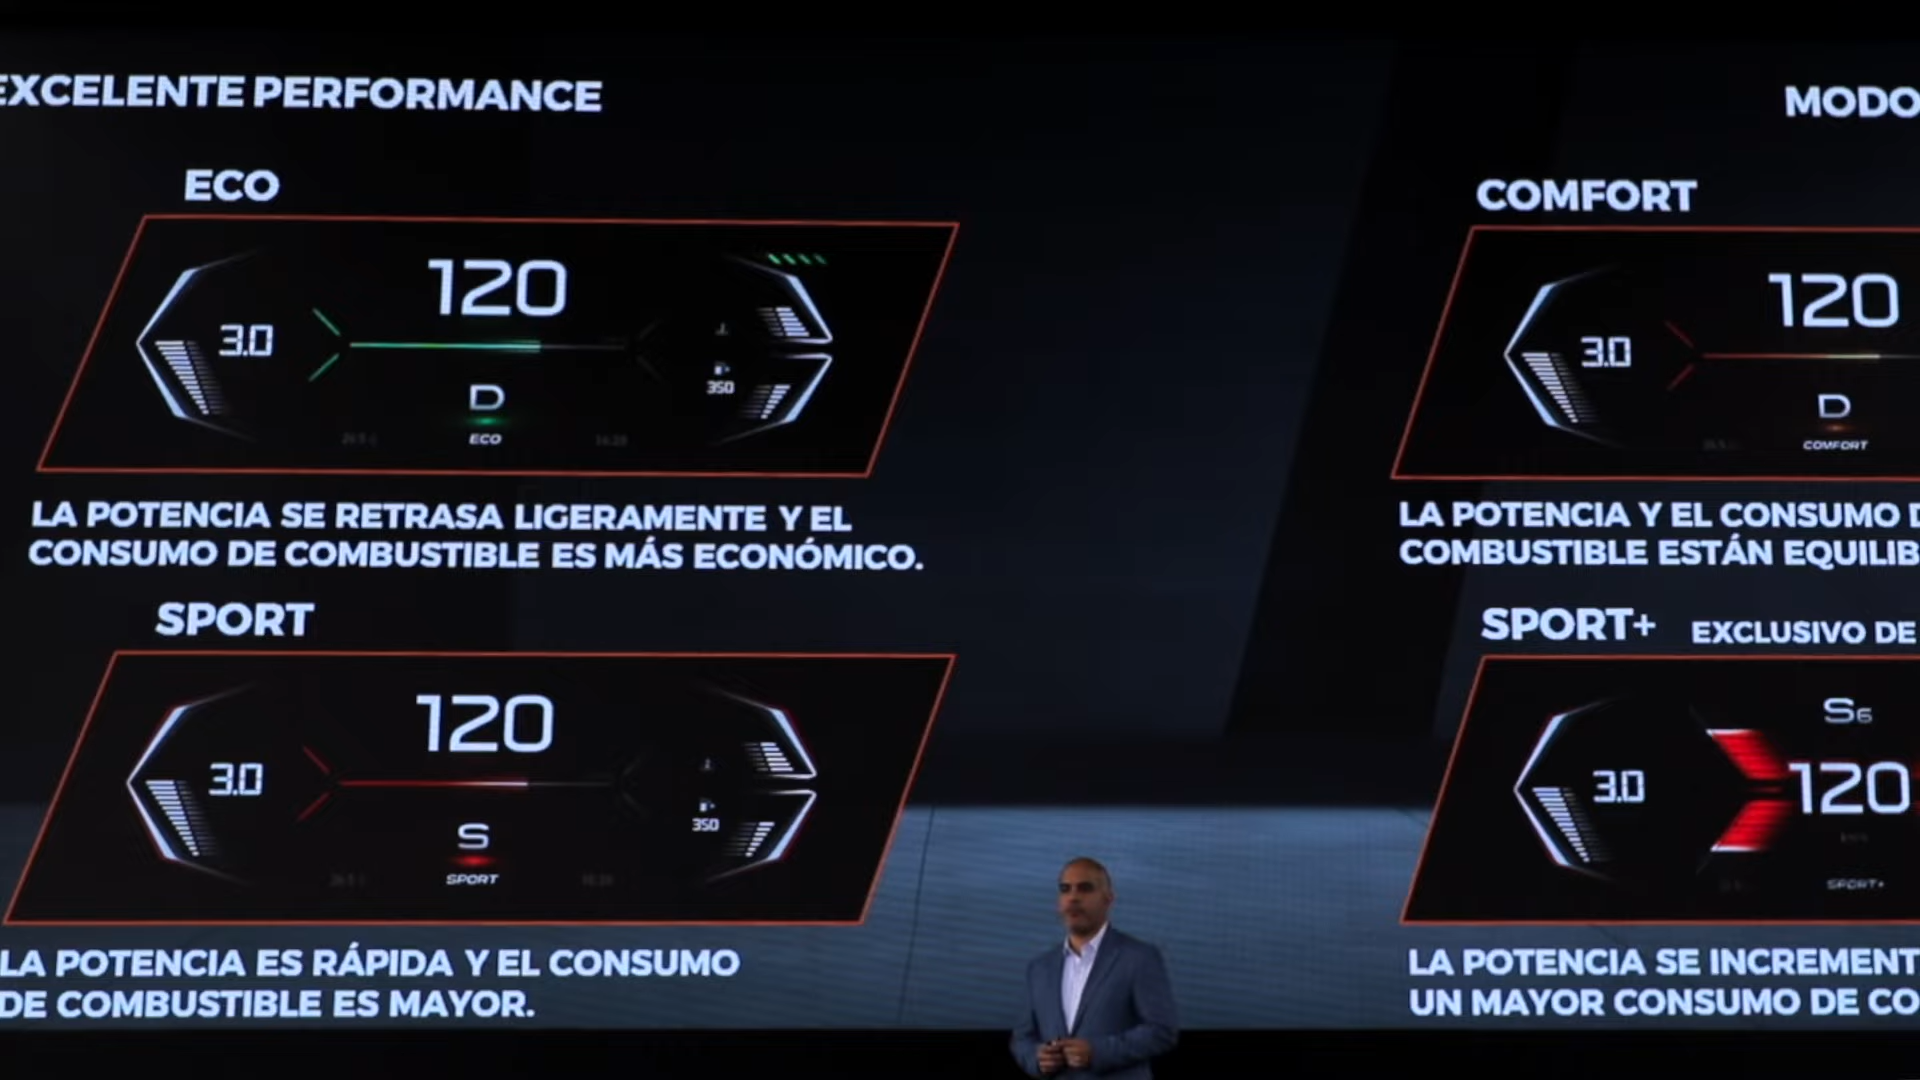 EXCELENTE PERFORMANCE
MODO
ECO
120
3.0
D
ECO
350
LA POTENCIA SE RETRASA LIGERAMENTE Y EL
CONSUMO DE COMBUSTIBLE ES MÁS ECONÓMICO.
COMFORT
120
3.0
D
COMFORT
LA POTENCIA Y EL CONSUMO D
COMBUSTIBLE ESTÁN EQUILIB
SPORT
120
3.0
S
SPORT
350
LA POTENCIA ES RÁPIDA Y EL CONSUMO
DE COMBUSTIBLE ES MAYOR.
SPORT+ EXCLUSIVO DE
S6
120
3.0
SPORT+
LA POTENCIA SE INCREMENT
UN MAYOR CONSUMO DE CO